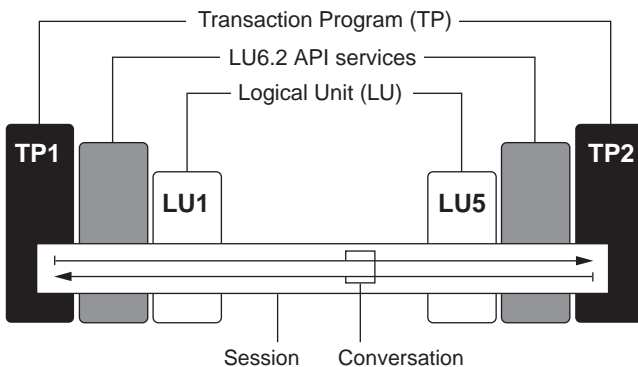 Transaction Program (TP)
LU6.2 API services
Logical Unit (LU)
TP1
TP2
LU1
LU5
Session
Conversation